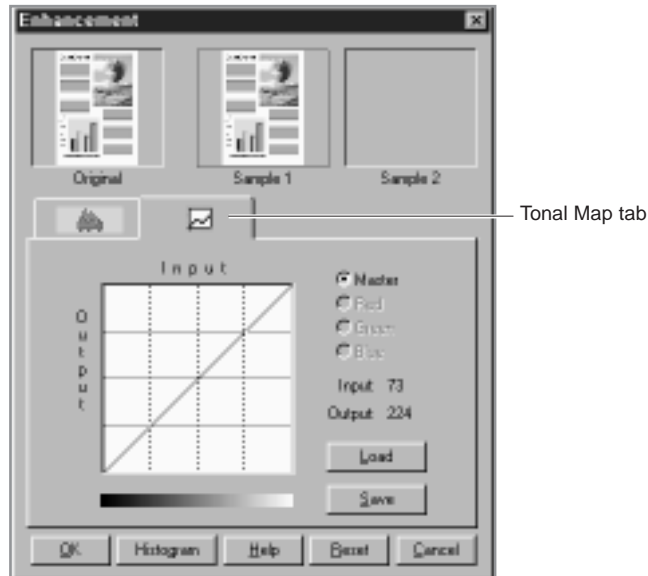 Enhancement
Original
Sample 1
Sample 2
Tonal Map tab
Input
Output
Master
Red
Green
Blue
Input 73
Output 224
Load
Save
OK
Histogram
Help
Reset
Cancel